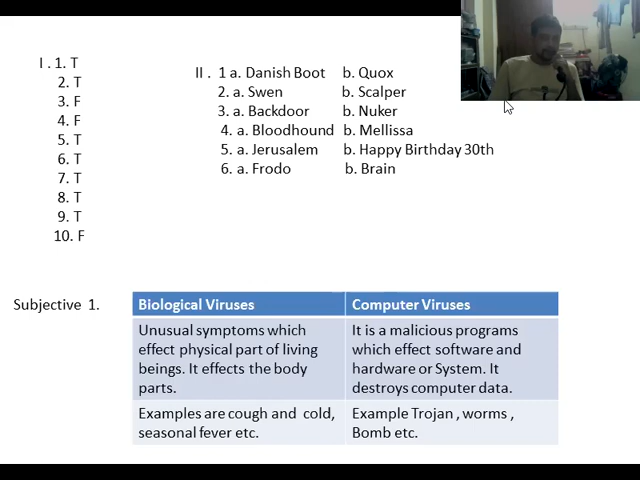 I . 1. T
2. T
3. F
4. F
5. T
6. T
7. T
8. T
9. T
10. F
II . 1 a. Danish Boot b. Quox
2. a. Swen b. Scalper
3. a. Backdoor b. Nuker
4. a. Bloodhound b. Mellissa
5. a. Jerusalem b. Happy Birthday 30th
6. a. Frodo b. Brain
Subjective 1.
Biological Viruses
Unusual symptoms which
effect physical part of living
beings. It effects the body
parts.
Examples are cough and cold,
seasonal fever etc.
Computer Viruses
It is a malicious programs
which effect software and
hardware or System. It
destroys computer data.
Example Trojan , worms ,
Bomb etc.